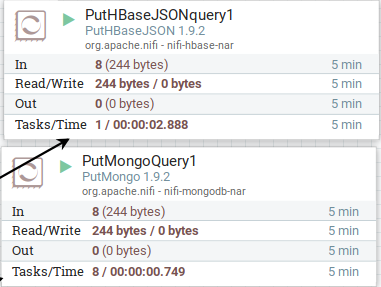 PutHBaseJSONquery1
PutHBaseJSON 1.9.2
org.apache.nifi - nifi-hbase-nar
In 8 (244 bytes) 5 min
Read/Write 244 bytes / 0 bytes 5 min
Out 0 (0 bytes) 5 min
Tasks/Time 1 / 00:00:02.888 5 min
PutMongoQuery1
PutMongo 1.9.2
org.apache.nifi - nifi-mongodb-nar
In 8 (244 bytes) 5 min
Read/Write 244 bytes / 0 bytes 5 min
Out 0 (0 bytes) 5 min
Tasks/Time 8 / 00:00:00.749 5 min